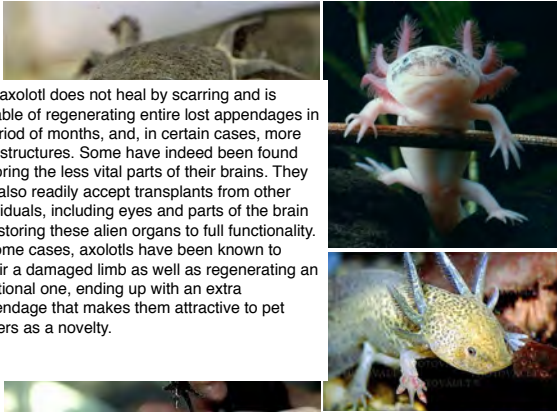 axolotl does not heal by scarring and is
able of regenerating entire lost appendages in
riod of months, and, in certain cases, more
structures. Some have indeed been found
oring the less vital parts of their brains. They
also readily accept transplants from other
iduals, including eyes and parts of the brain
storing these alien organs to full functionality.
ome cases, axolotls have been known to
ir a damaged limb as well as regenerating an
tional one, ending up with an extra
endage that makes them attractive to pet
ers as a novelty.